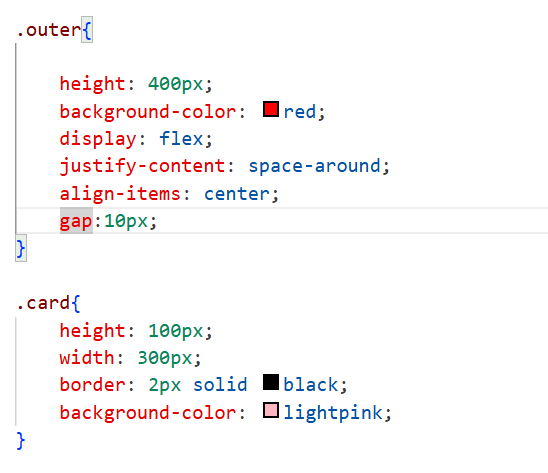 .outer{
height: 400px;
background-color: red;
display: flex;
justify-content: space-around;
align-items: center;
gap:10px;
}
.card{
height: 100px;
width: 300px;
border: 2px solid black;
background-color: lightpink;
}